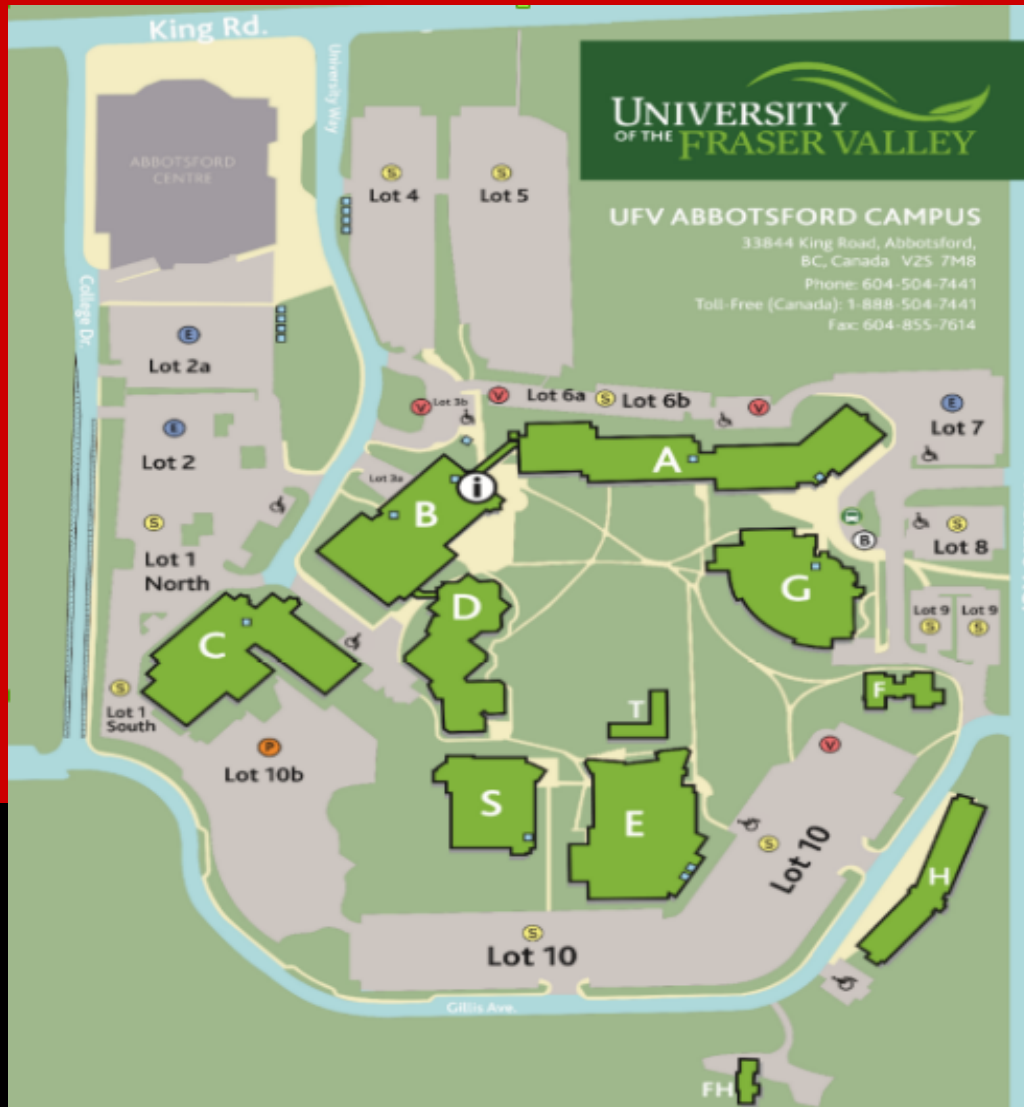 King Rd.
University Way
UNIVERSITY
OF THE FRASER VALLEY
ABBOTSFORD
CENTRE
S
Lot 4
S
Lot 5
UFV ABBOTSFORD CAMPUS
33844 King Road, Abbotsford,
BC, Canada V2S 7M8
Phone: 604-504-7441
Toll-Free (Canada): 1-888-504-7441
Fax: 604-855-7614
College Dr.
E
Lot 2a
V
Lot 3b
V
Lot 6a
S
Lot 6b
V
E
Lot 7
E
Lot 2
Lot 3a
i
A
B
S
Lot 1
North
B
S
Lot 8
G
D
C
Lot 9
S
Lot 9
S
F
S
Lot 1
South
T
P
Lot 10b
V
S
E
S
Lot 10
H
S
Lot 10
Gillis Ave.
FH